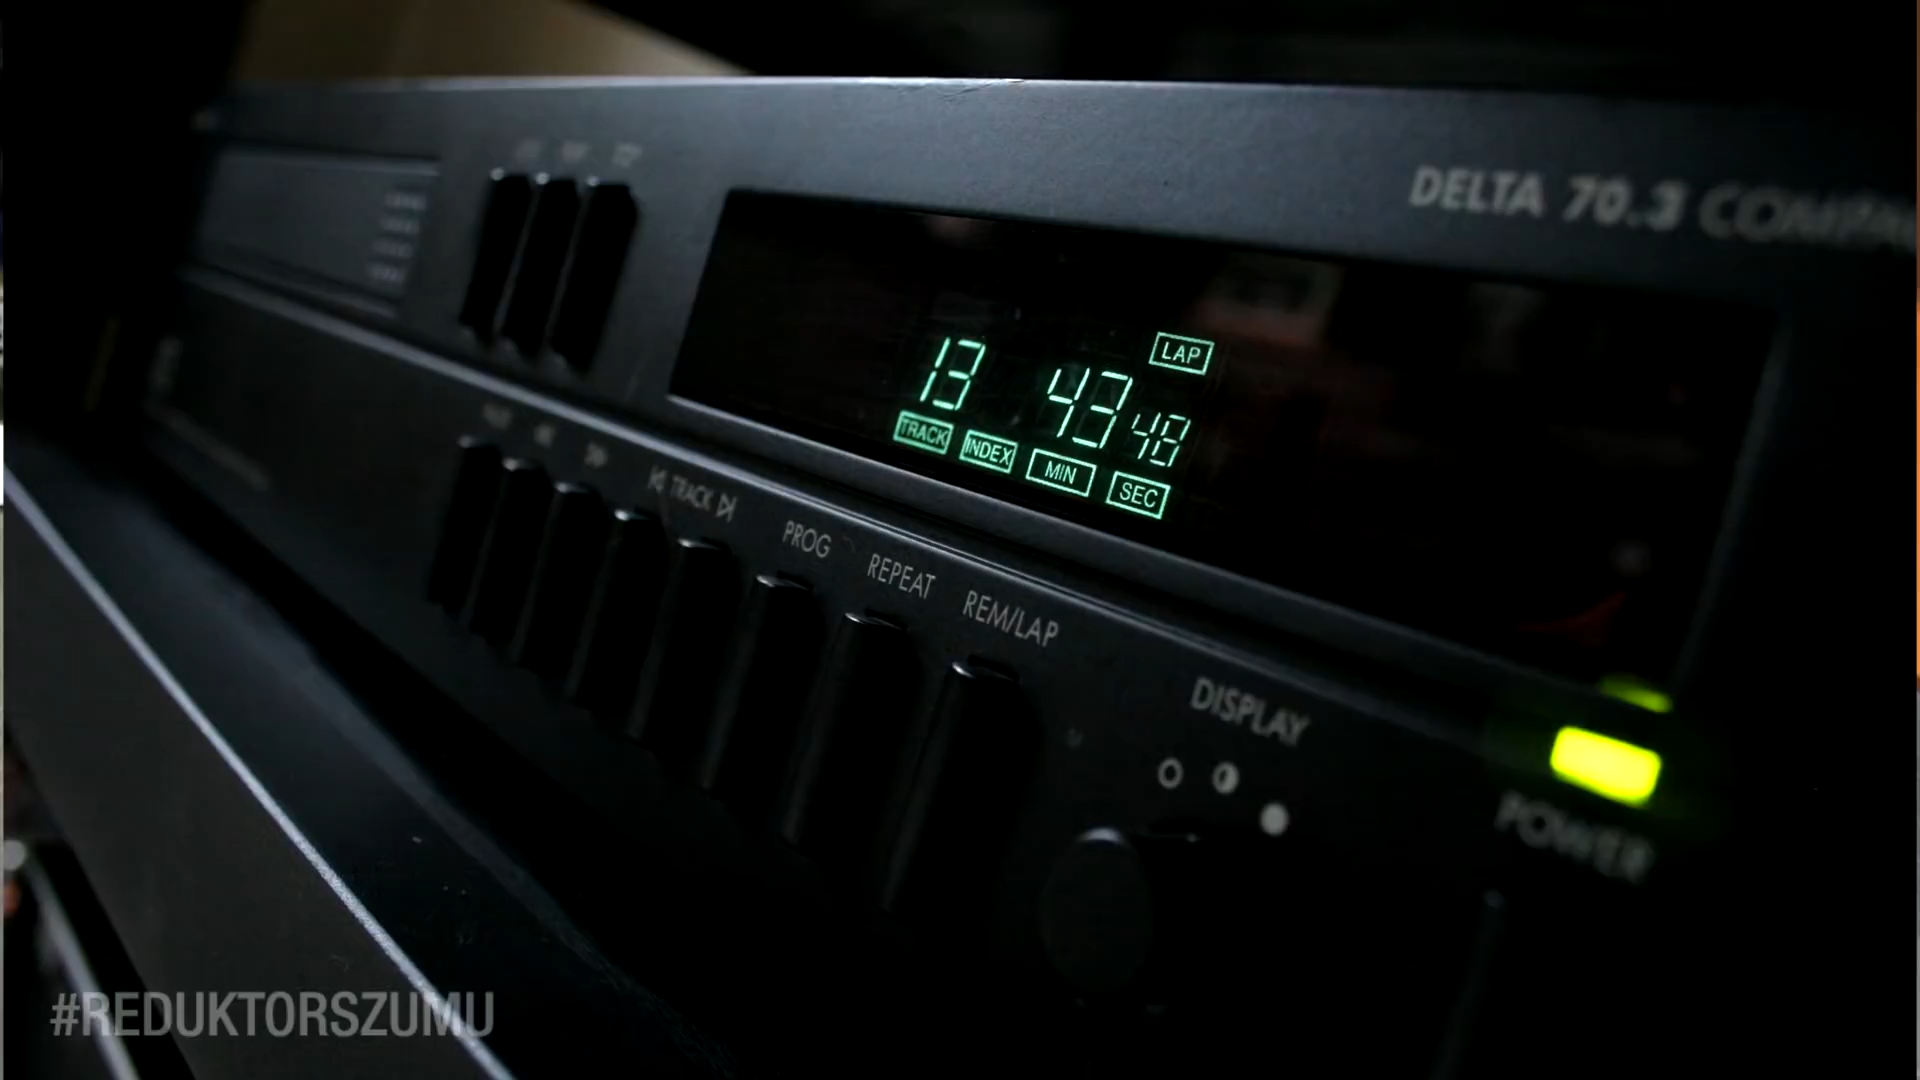 DELTA 70.3 COMPA
LAP
13 43 48
TRACK INDEX MIN SEC
TRACK
PROG
REPEAT
REM/LAP
DISPLAY
POWER
#REDUKTORSZUMU